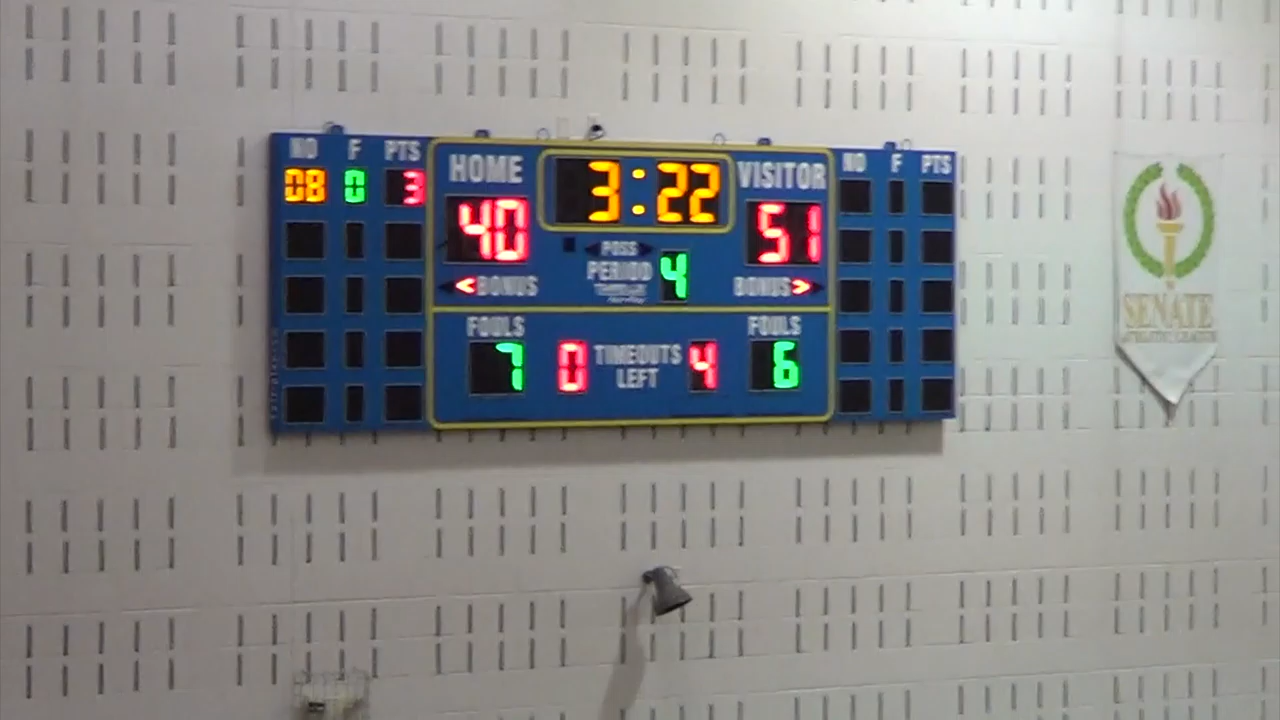 NO F PTS
08 0 3
HOME 3:22 VISITOR
40 51
POSS
PERIOD 4
<BONUS BONUS>
FOULS FOULS
7 0 TIMEOUTS LEFT 4 6
NO F PTS
SENATE